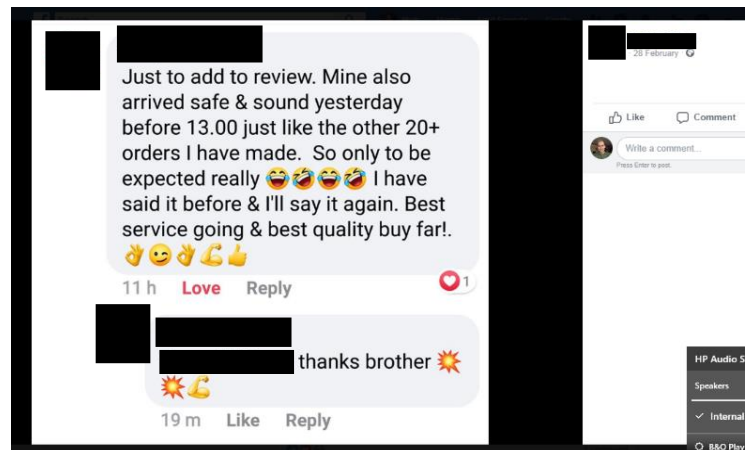 Just to add to review. Mine also
arrived safe & sound yesterday
before 13.00 just like the other 20+
orders I have made. So only to be
expected really 😂🤣😂🤣 I have
said it before & I'll say it again. Best
service going & best quality buy far!.
👌😉👌💪👍
11 h Love Reply
1
thanks brother 💥
💥💪
19 m Like Reply
28 February
Like Comment
Write a comment...
Press Enter to post.
HP Audio S
Speakers
Internal
B&O Play